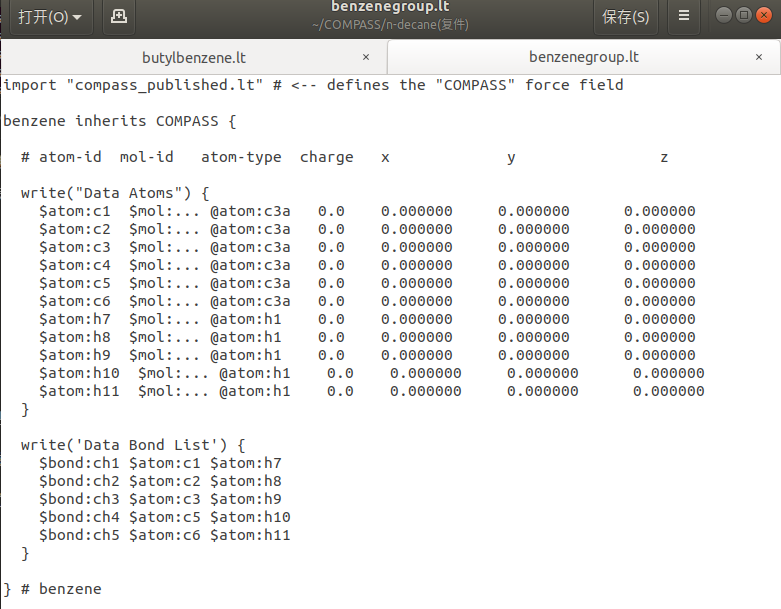 打开(O)
benzenegroup.lt
~/COMPASS/n-decane(复件)
保存(S)
butylbenzene.lt ×
benzenegroup.lt ×
import "compass_published.lt" # <-- defines the "COMPASS" force field
benzene inherits COMPASS {
# atom-id mol-id atom-type charge x y z
write("Data Atoms") {
$atom:c1 $mol:... @atom:c3a 0.0 0.000000 0.000000 0.000000
$atom:c2 $mol:... @atom:c3a 0.0 0.000000 0.000000 0.000000
$atom:c3 $mol:... @atom:c3a 0.0 0.000000 0.000000 0.000000
$atom:c4 $mol:... @atom:c3a 0.0 0.000000 0.000000 0.000000
$atom:c5 $mol:... @atom:c3a 0.0 0.000000 0.000000 0.000000
$atom:c6 $mol:... @atom:c3a 0.0 0.000000 0.000000 0.000000
$atom:h7 $mol:... @atom:h1 0.0 0.000000 0.000000 0.000000
$atom:h8 $mol:... @atom:h1 0.0 0.000000 0.000000 0.000000
$atom:h9 $mol:... @atom:h1 0.0 0.000000 0.000000 0.000000
$atom:h10 $mol:... @atom:h1 0.0 0.000000 0.000000 0.000000
$atom:h11 $mol:... @atom:h1 0.0 0.000000 0.000000 0.000000
}
write('Data Bond List') {
$bond:ch1 $atom:c1 $atom:h7
$bond:ch2 $atom:c2 $atom:h8
$bond:ch3 $atom:c3 $atom:h9
$bond:ch4 $atom:c5 $atom:h10
$bond:ch5 $atom:c6 $atom:h11
}
} # benzene